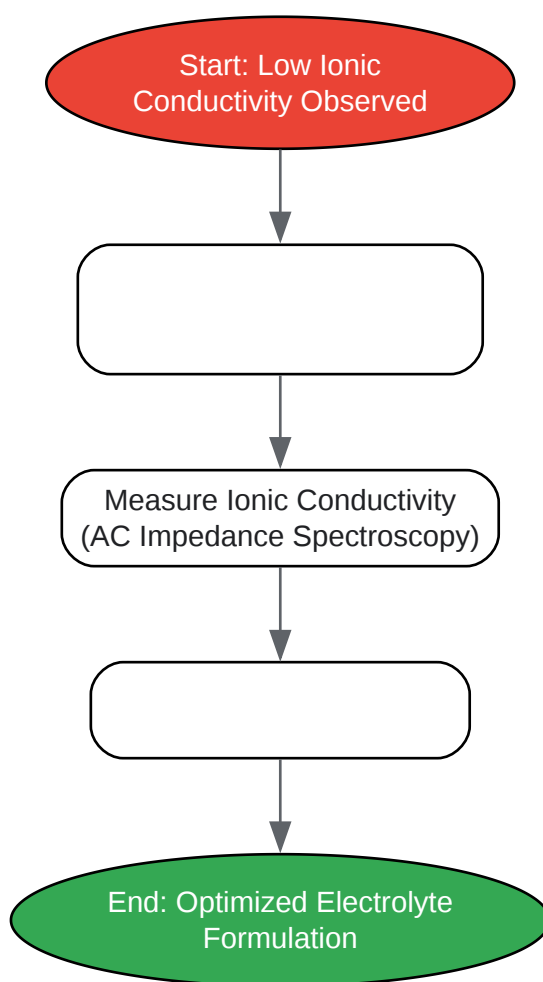 Start: Low Ionic
Conductivity Observed
Measure Ionic Conductivity
(AC Impedance Spectroscopy)
End: Optimized Electrolyte
Formulation